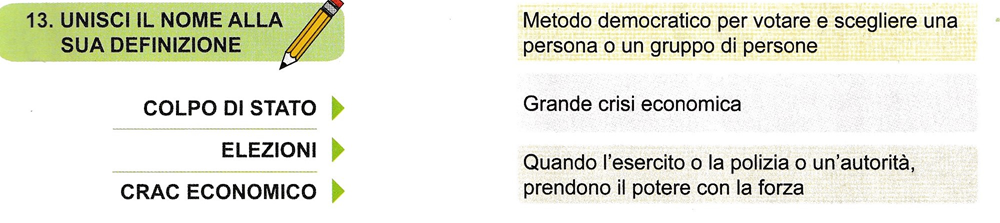 13. UNISCI IL NOME ALLA
SUA DEFINIZIONE
COLPO DI STATO
ELEZIONI
CRAC ECONOMICO
Metodo democratico per votare e scegliere una
persona o un gruppo di persone
Grande crisi economica
Quando l'esercito o la polizia o un'autorità,
prendono il potere con la forza